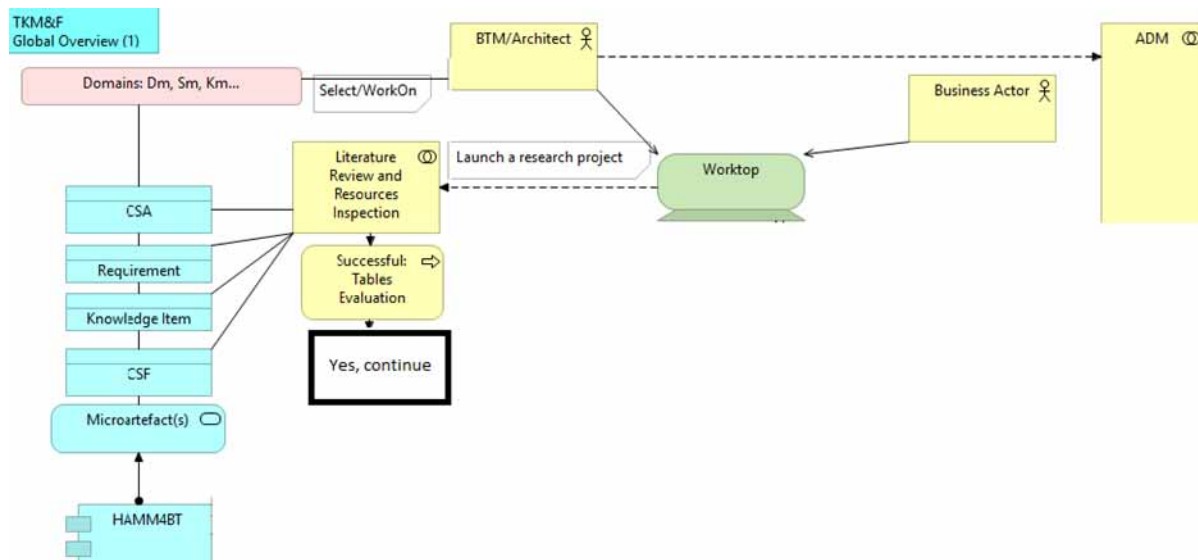 TKM&F
Global Overview (1)
BTM/Architect
ADM
Domains: Dm, Sm, Km...
Select/WorkOn
Business Actor
Literature
Review and
Resources
Inspection
Launch a research project
Worktop
CSA
Requirement
Successful:
Tables
Evaluation
Knowledge Item
Yes, continue
CSF
Microartefact(s)
HAMM4BT